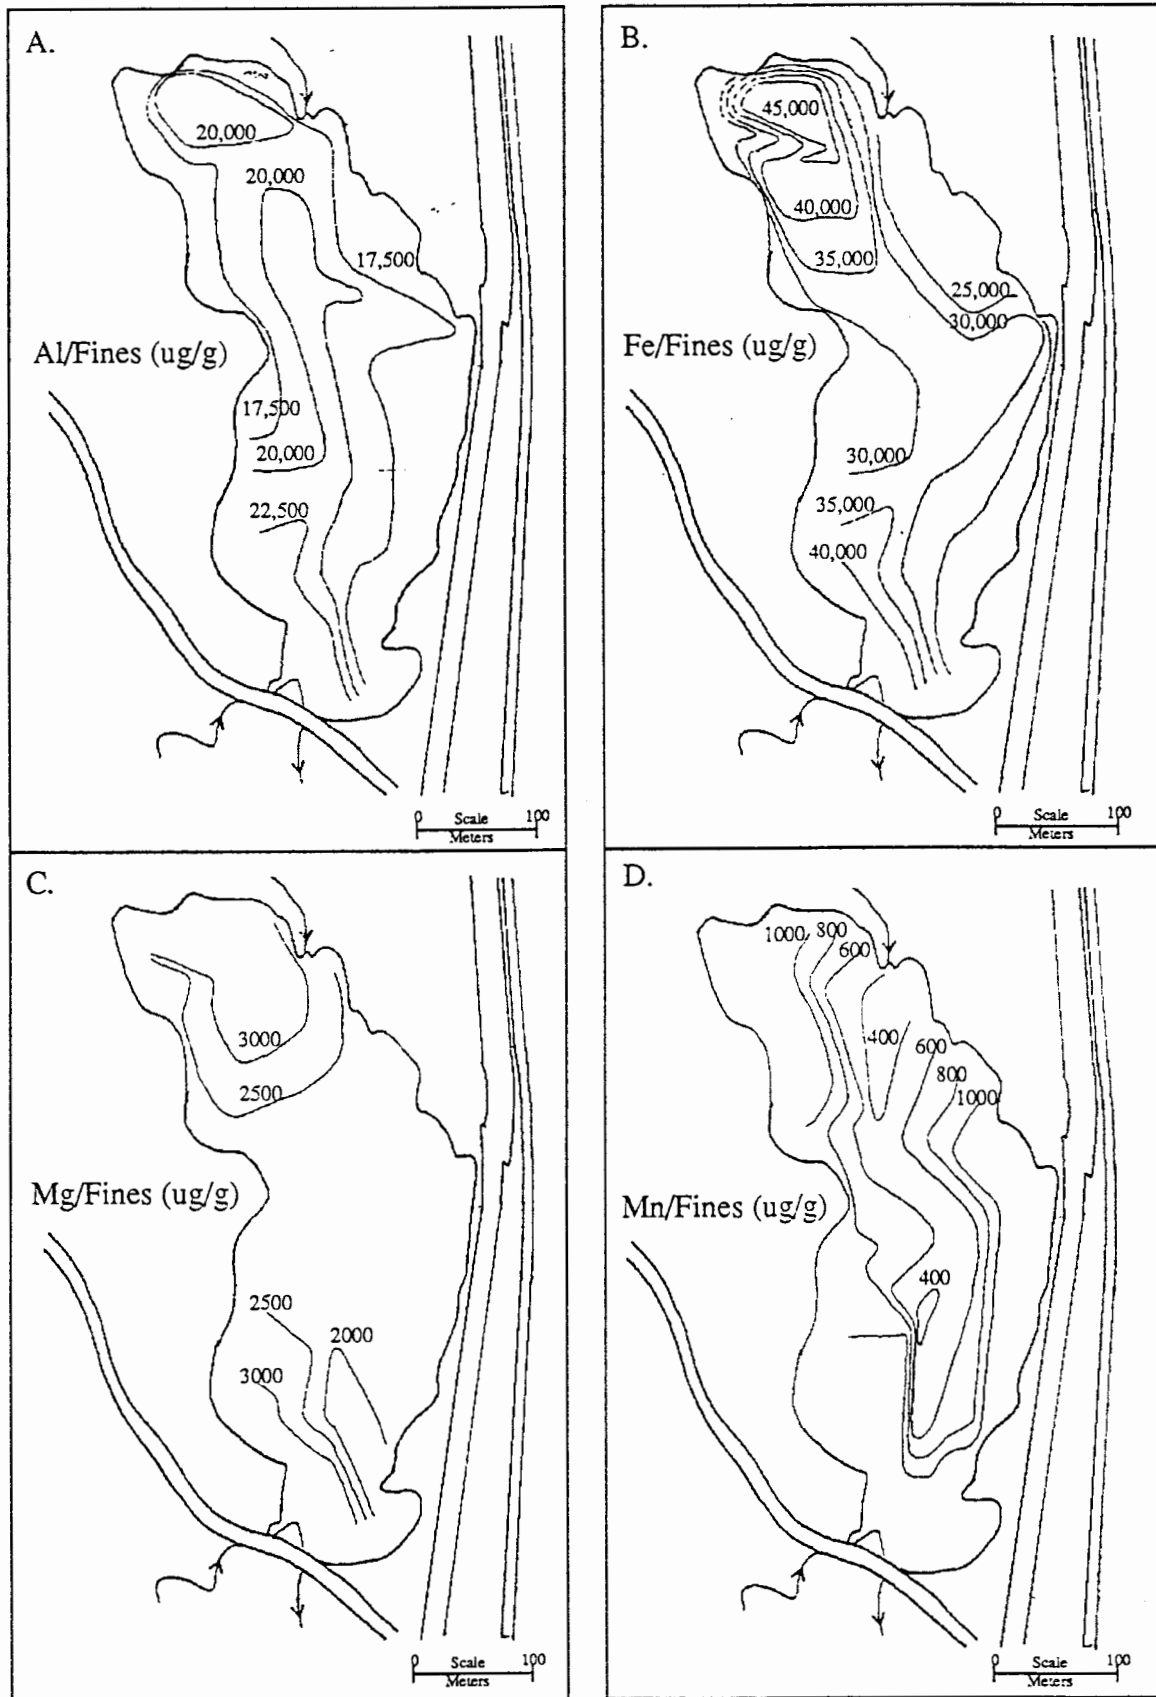 A.
20,000
20,000
17,500
Al/Fines (ug/g)
17,500
20,000
22,500
0 Scale 100
Meters
B.
45,000
40,000
35,000
25,000
30,000
Fe/Fines (ug/g)
30,000
35,000
40,000
0 Scale 100
Meters
C.
3000
2500
Mg/Fines (ug/g)
2500
2000
3000
0 Scale 100
Meters
D.
1000 800
600
400 600
800
1000
Mn/Fines (ug/g)
400
0 Scale 100
Meters